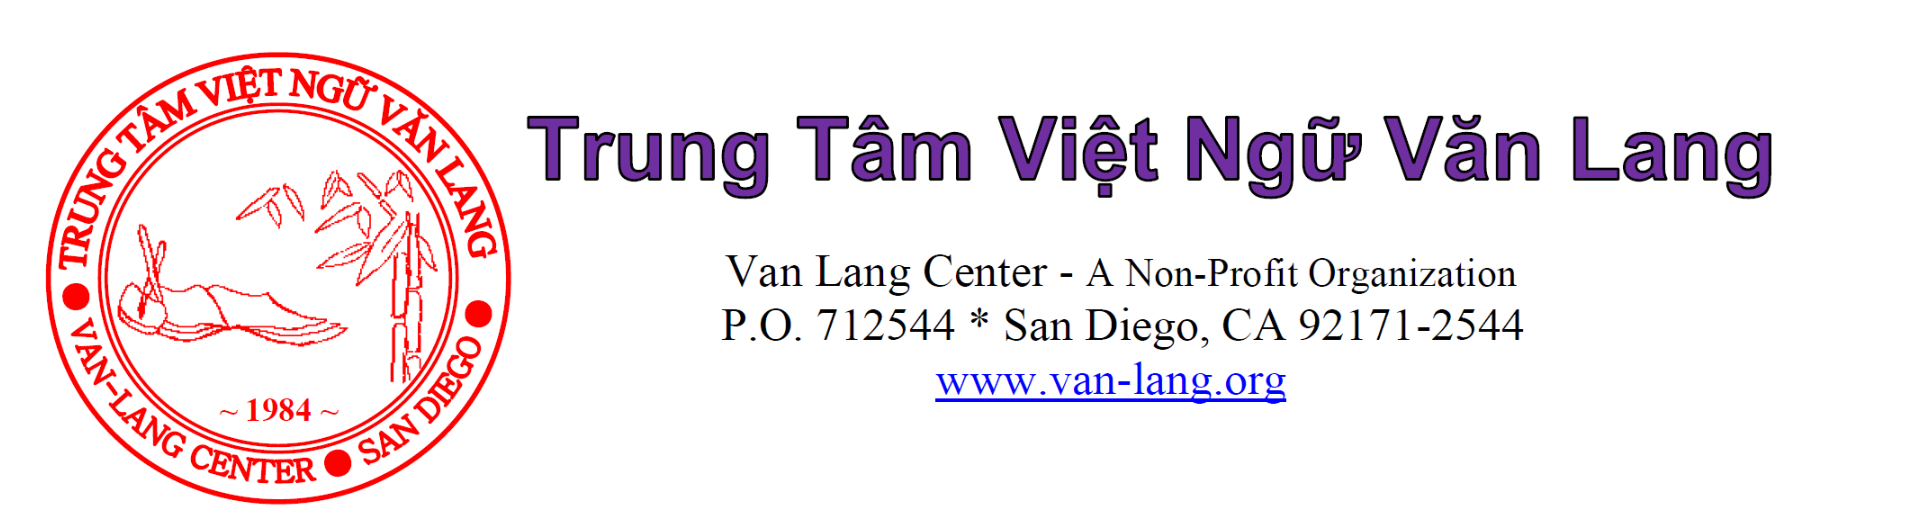 TRUNG TÂM VIỆT NGỮ VĂN LANG
VAN-LANG CENTER ● SAN DIEGO
~ 1984 ~
Trung Tâm Việt Ngữ Văn Lang
Van Lang Center - A Non-Profit Organization
P.O. 712544 * San Diego, CA 92171-2544
www.van-lang.org